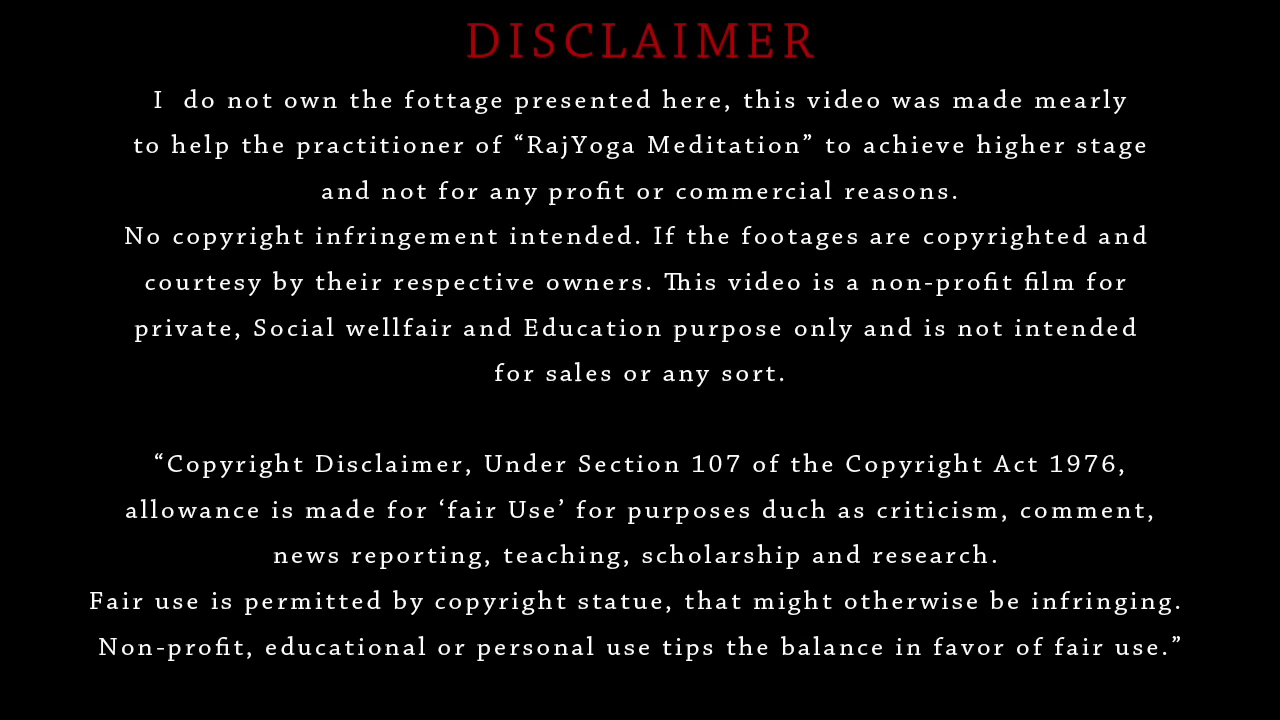 DISCLAIMER
I do not own the fottage presented here, this video was made mearly
to help the practitioner of “RajYoga Meditation” to achieve higher stage
and not for any profit or commercial reasons.
No copyright infringement intended. If the footages are copyrighted and
courtesy by their respective owners. This video is a non-profit film for
private, Social wellfair and Education purpose only and is not intended
for sales or any sort.
“Copyright Disclaimer, Under Section 107 of the Copyright Act 1976,
allowance is made for ‘fair Use’ for purposes duch as criticism, comment,
news reporting, teaching, scholarship and research.
Fair use is permitted by copyright statue, that might otherwise be infringing.
Non-profit, educational or personal use tips the balance in favor of fair use.”